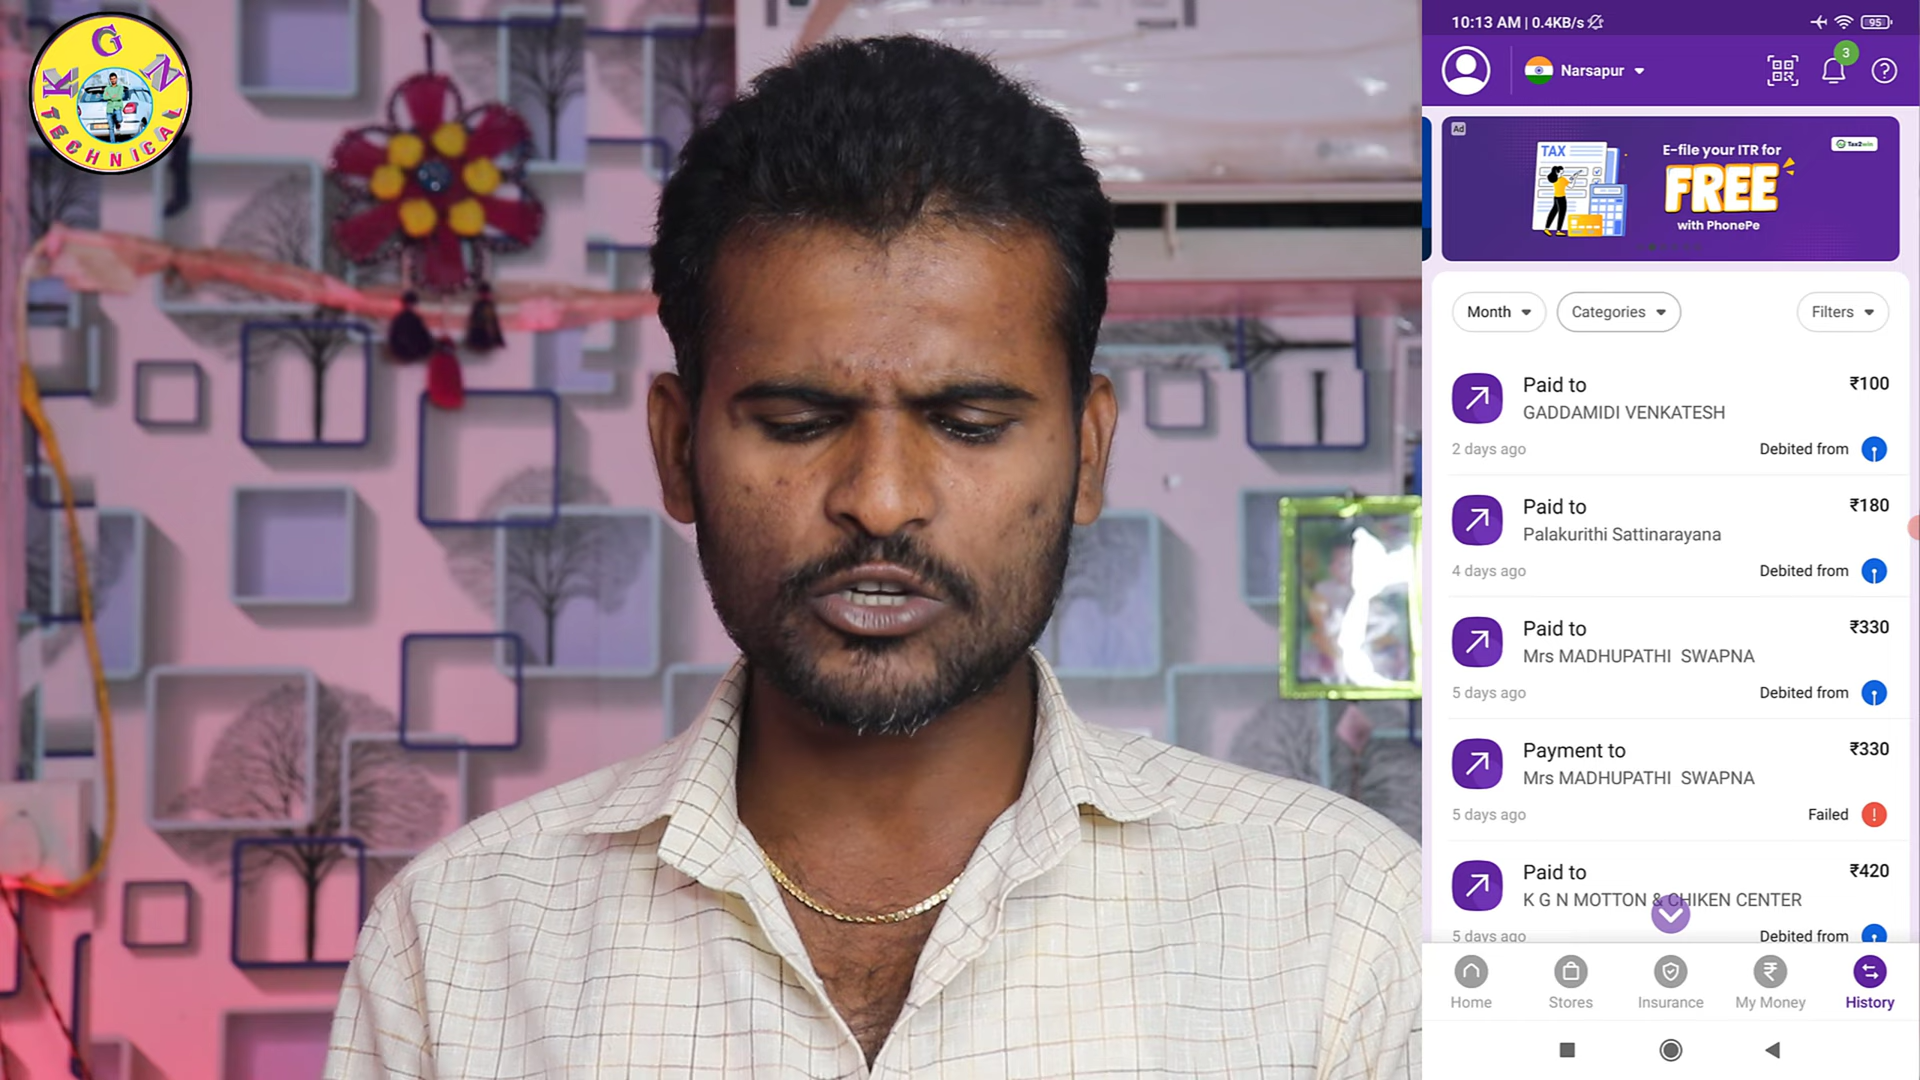 K G N
TECHNICAL
10:13 AM | 0.4KB/s
95
Narsapur
3
Ad
TAX
E-file your ITR for
FREE
with PhonePe
Tax2win
Month
Categories
Filters
Paid to
₹100
GADDAMIDI VENKATESH
2 days ago
Debited from
Paid to
₹180
Palakurithi Sattinarayana
4 days ago
Debited from
Paid to
₹330
Mrs MADHUPATHI SWAPNA
5 days ago
Debited from
Payment to
₹330
Mrs MADHUPATHI SWAPNA
5 days ago
Failed
Paid to
₹420
K G N MOTTON & CHIKEN CENTER
5 days ago
Debited from
Home
Stores
Insurance
My Money
History